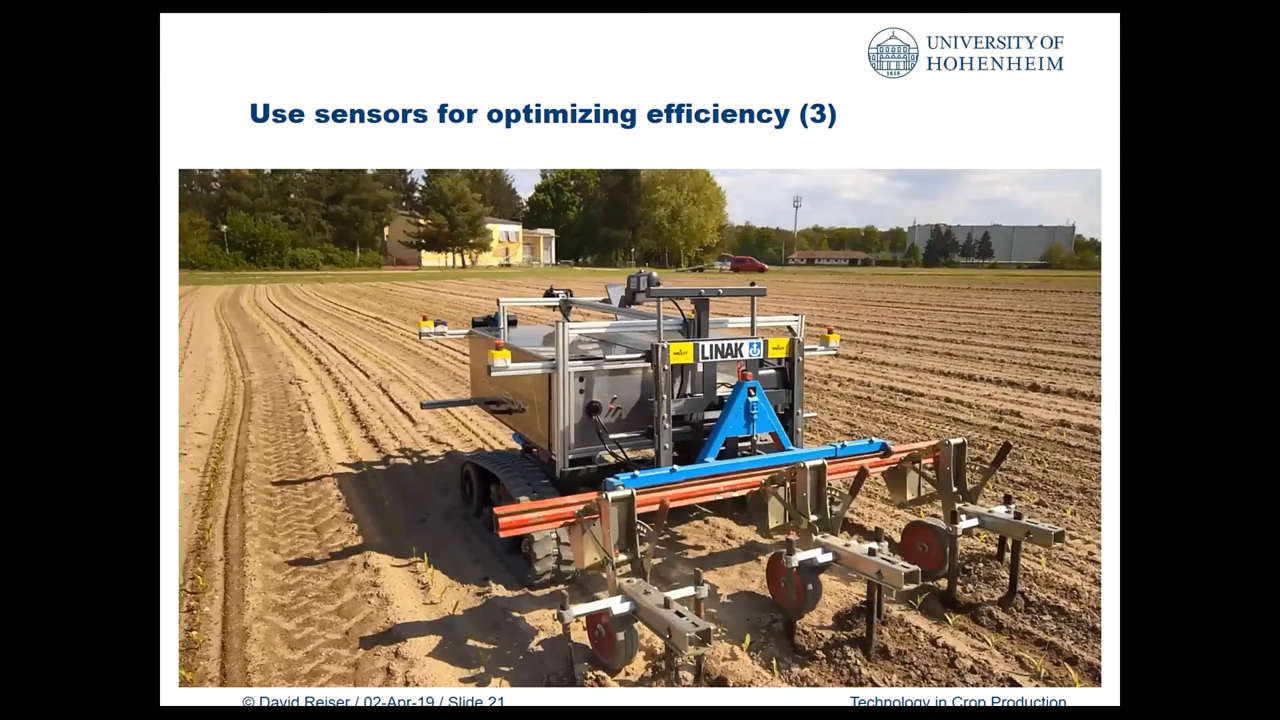 UNIVERSITY OF
HOHENHEIM
1818
Use sensors for optimizing efficiency (3)
LINAK
© David Reiser / 02-Apr-19 / Slide 21
Technology in Crop Production